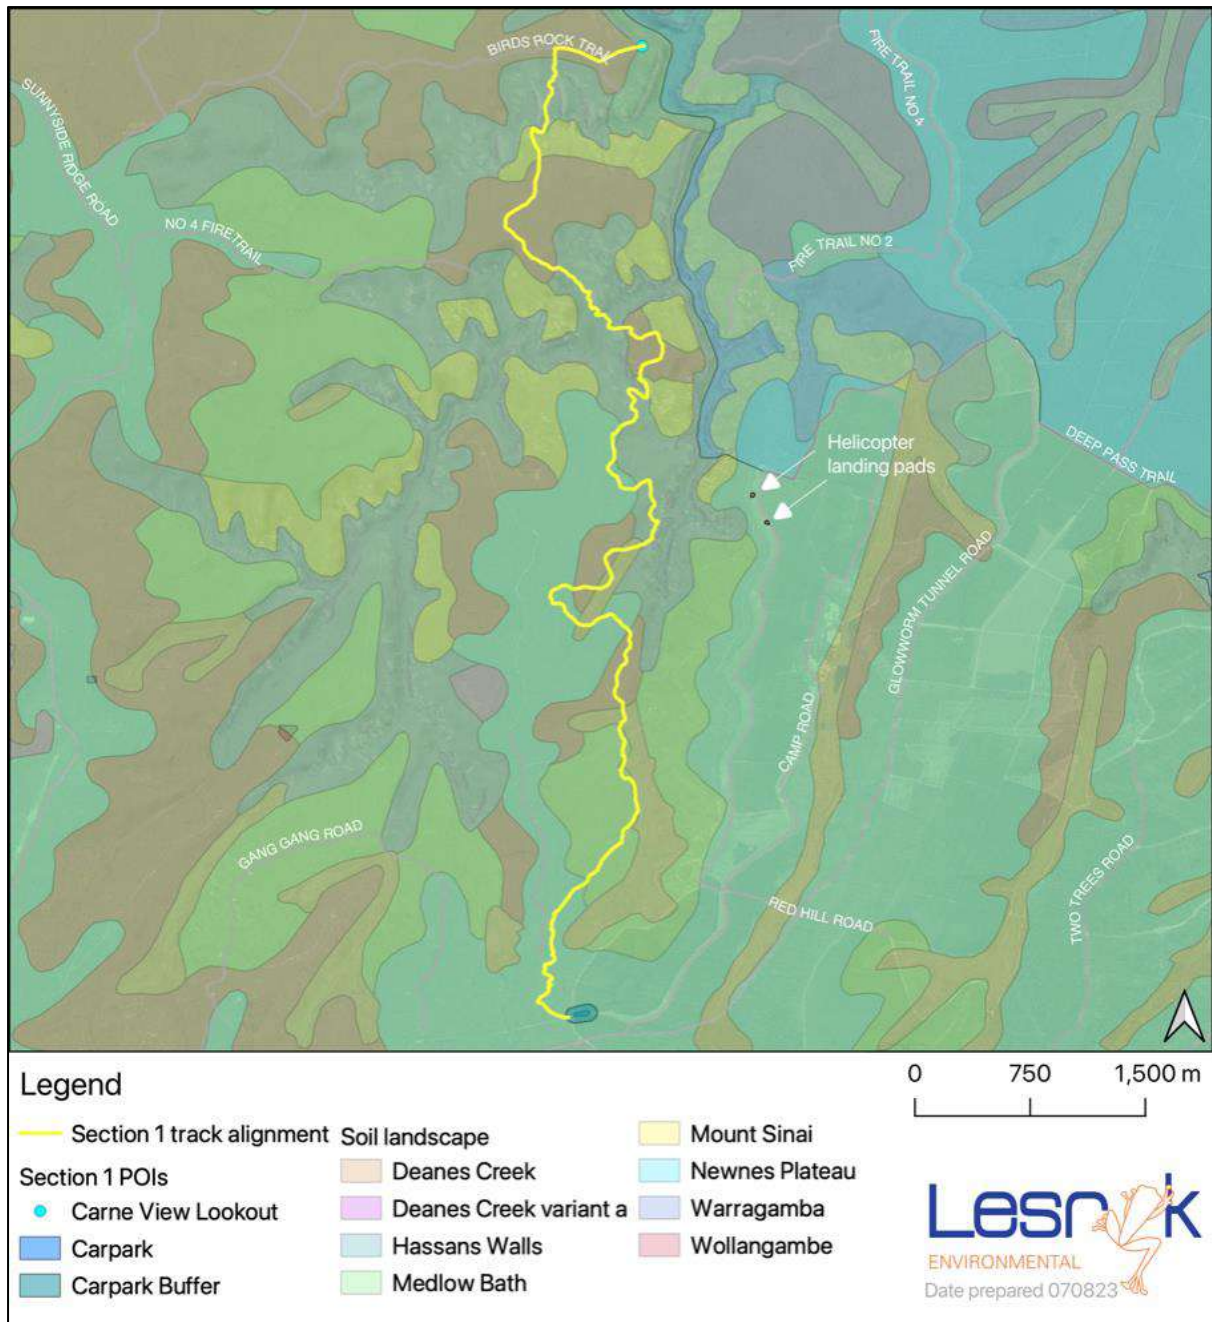 BIRDS ROCK TRAIL
FIRE TRAIL NO 4
SUNNYSIDE RIDGE ROAD
NO 4 FIRETRAIL
FIRE TRAIL NO 2
Helicopter
landing pads
DEEP PASS TRAIL
GLOWWORM TUNNEL ROAD
CAMP ROAD
GANG GANG ROAD
RED HILL ROAD
TWO TREES ROAD
Legend
Section 1 track alignment
Section 1 POIs
Carne View Lookout
Carpark
Carpark Buffer
Soil landscape
Deanes Creek
Deanes Creek variant a
Hassans Walls
Medlow Bath
Mount Sinai
Newnes Plateau
Warragamba
Wollangambe
0 750 1,500 m
Lesryk
ENVIRONMENTAL
Date prepared 070823